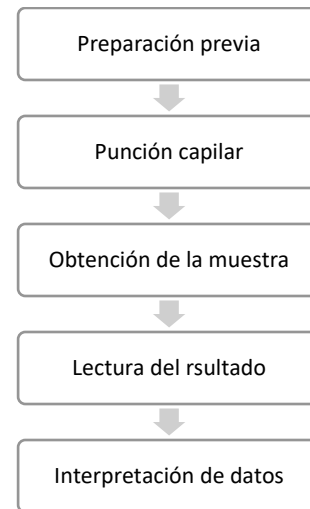 Preparación previa
Punción capilar
Obtención de la muestra
Lectura del rsultado
Interpretación de datos